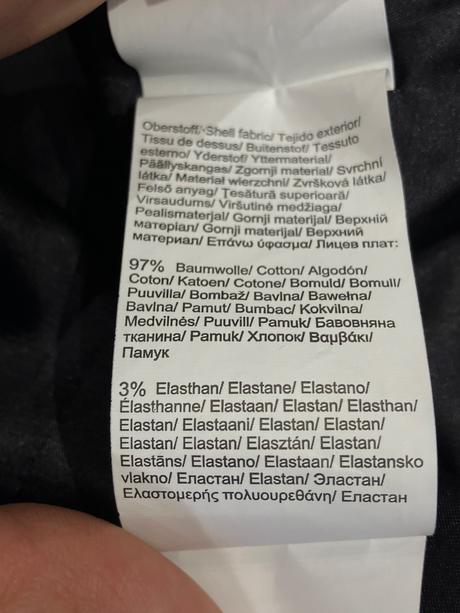 Oberstoff/ Shell fabric/ Tejido exterior/
Tissu de dessus/ Buitenstof/ Tessuto
esterno/ Yderstof/ Yttermaterial/
Päällyskangas/ Zgornji material/ Svrchní
látka/ Materiał wierzchni/ Zvršková látka/
Felső anyag/ Ţesătură superioară/
Virsaudums/ Viršutinė medžiaga/
Pealismaterjal/ Gornji materijal/ Верхній
матеріал/ Gornji materijal/ Верхний
материал/ Επάνω ύφασμα/ Лицев плат:
97% Baumwolle/ Cotton/ Algodón/
Coton/ Katoen/ Cotone/ Bomuld/ Bomull/
Puuvilla/ Bombaž/ Bavlna/ Bawełna/
Bavlna/ Pamut/ Bumbac/ Kokvilna/
Medvilnės/ Puuvill/ Pamuk/ Бавовняна
тканина/ Pamuk/ Хлопок/ Βαμβάκι/
Памук
3% Elasthan/ Elastane/ Elastano/
Élasthanne/ Elastaan/ Elastan/ Elasthan/
Elastan/ Elastaani/ Elastan/ Elastan/
Elastan/ Elastan/ Elasztán/ Elastan/
Elastāns/ Elastano/ Elastaan/ Elastansko
vlakno/ Еластан/ Elastan/ Эластан/
Ελαστομερής πολυουρεθάνη/ Еластан